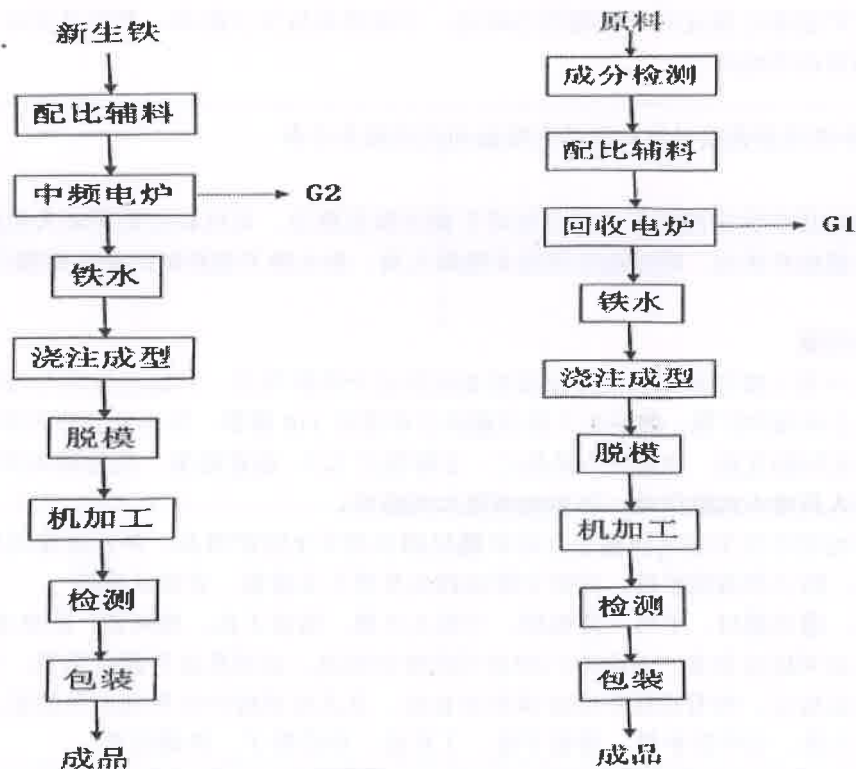 新生铁
配比辅料
中频电炉 G2
铁水
浇注成型
脱模
机加工
检测
包装
成品
原料
成分检测
配比辅料
回收电炉 G1
铁水
浇注成型
脱模
机加工
检测
包装
成品